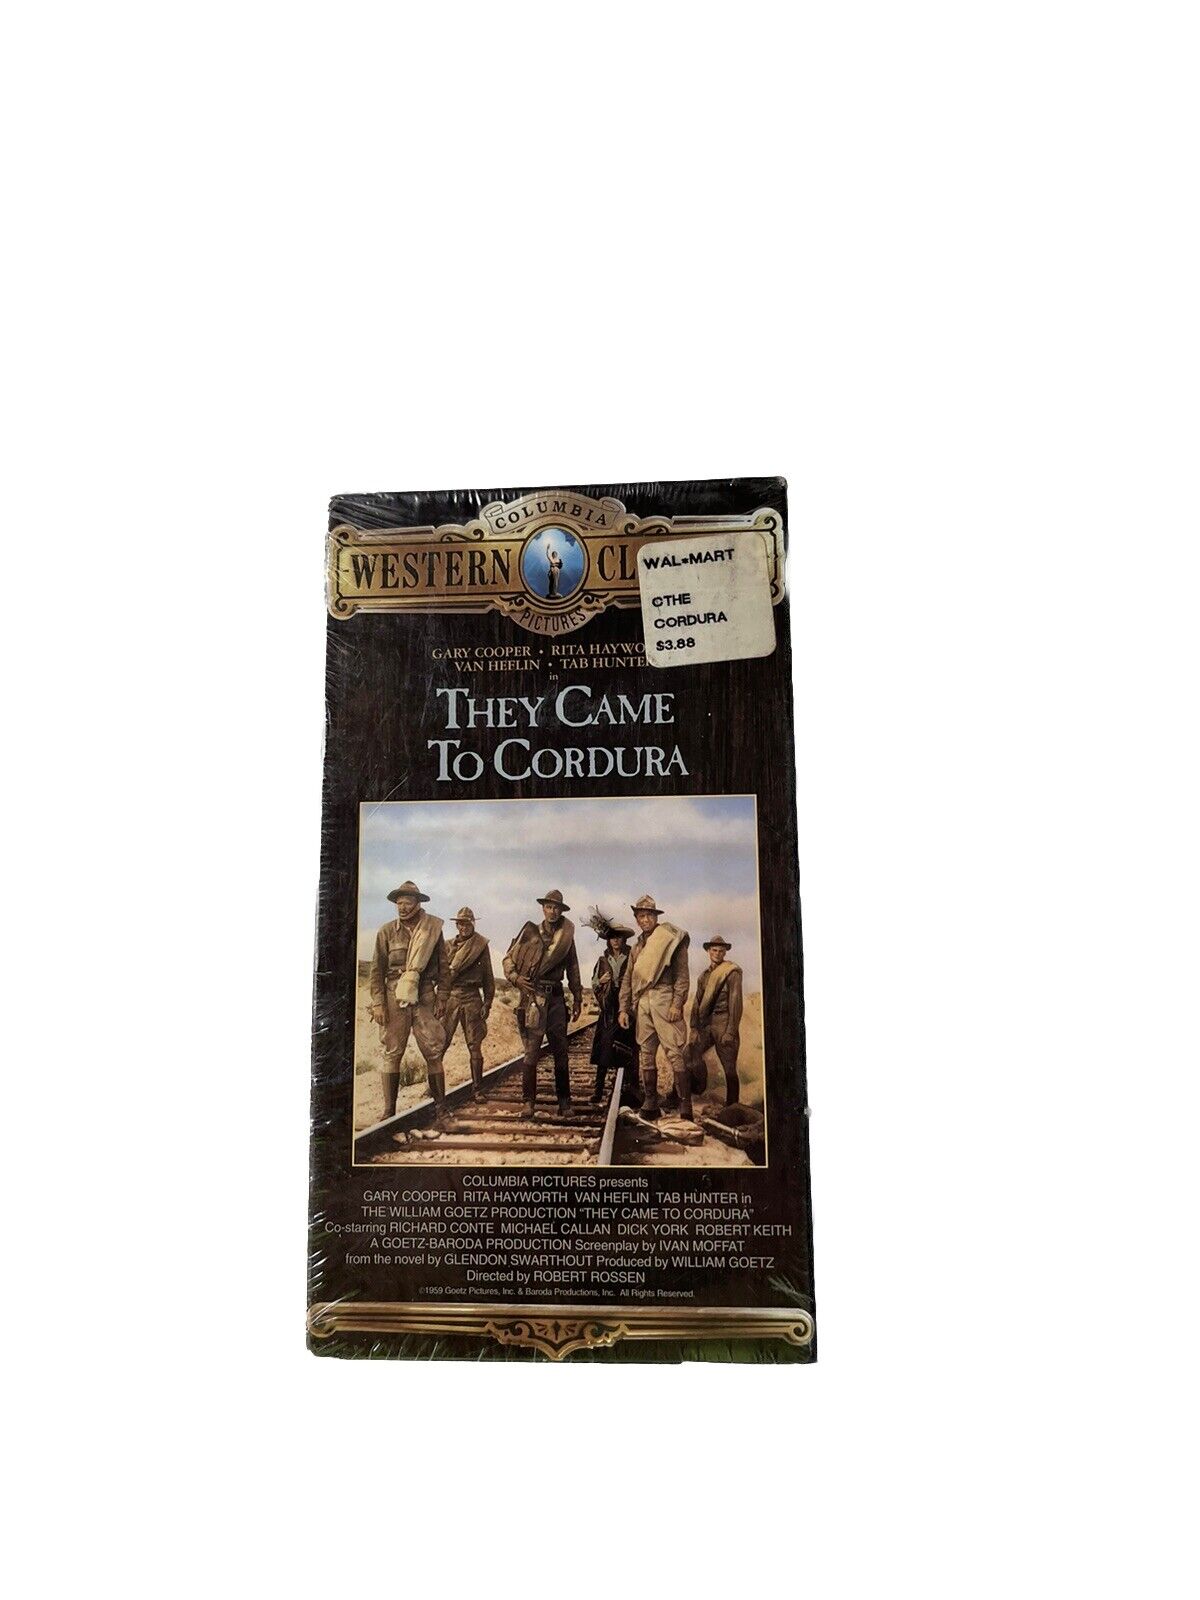 COLUMBIA
WESTERN CL
PICTURES
WAL★MART
CTHE
CORDURA
$3.88
GARY COOPER • RITA HAYWO
VAN HEFLIN • TAB HUNTER
in
THEY CAME
TO CORDURA
COLUMBIA PICTURES presents
GARY COOPER RITA HAYWORTH VAN HEFLIN TAB HUNTER in
THE WILLIAM GOETZ PRODUCTION "THEY CAME TO CORDURA"
Co-starring RICHARD CONTE MICHAEL CALLAN DICK YORK ROBERT KEITH
A GOETZ-BARODA PRODUCTION Screenplay by IVAN MOFFAT
from the novel by GLENDON SWARTHOUT Produced by WILLIAM GOETZ
Directed by ROBERT ROSSEN
©1959 Goetz Pictures, Inc. & Baroda Productions, Inc. All Rights Reserved.